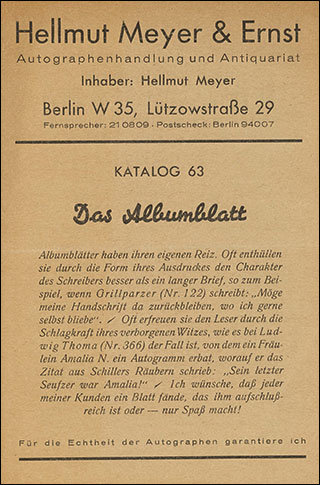 Hellmut Meyer & Ernst
Autographenhandlung und Antiquariat
Inhaber: Hellmut Meyer
Berlin W 35, Lützowstraße 29
Fernsprecher: 210809 · Postscheck: Berlin 94007
KATALOG 63
Das Albumblatt
Albumblätter haben ihren eigenen Reiz. Oft enthüllen
sie durch die Form ihres Ausdruckes den Charakter
des Schreibers besser als ein langer Brief, so zum Bei-
spiel, wenn Grillparzer (Nr. 122) schreibt: „Möge
meine Handschrift da zurückbleiben, wo ich gerne
selbst bliebe“. ✓ Oft erfreuen sie den Leser durch die
Schlagkraft ihres verborgenen Witzes, wie es bei Lud-
wig Thoma (Nr. 366) der Fall ist, von dem ein Fräu-
lein Amalia N. ein Autogramm erbat, worauf er das
Zitat aus Schillers Räubern schrieb: „Sein letzter
Seufzer war Amalia!“ ✓ Ich wünsche, daß jeder
meiner Kunden ein Blatt fände, das ihm aufschluß-
reich ist oder — nur Spaß macht!
Für die Echtheit der Autographen garantiere ich